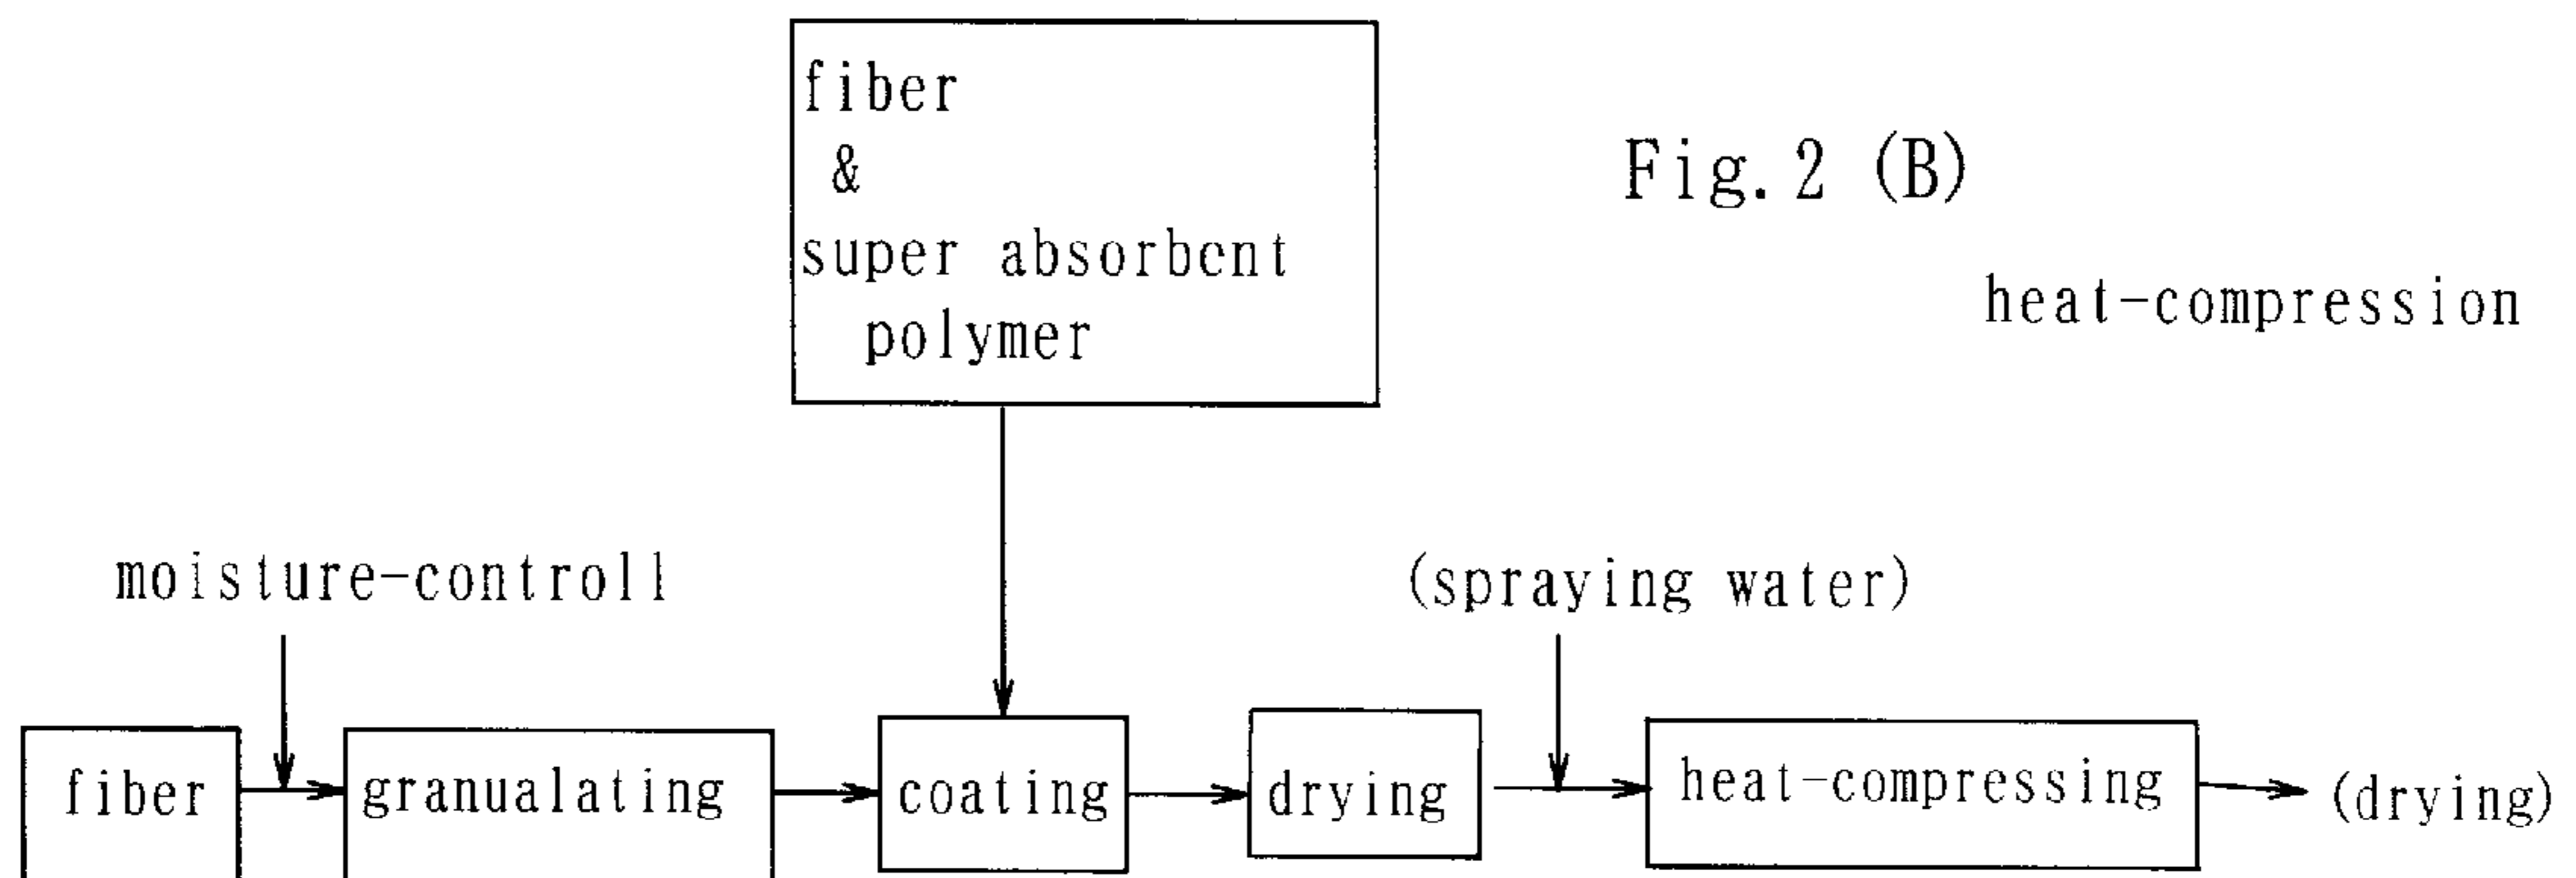 fiber
&
super absorbent
polymer
Fig. 2 (B)
heat-compression
moisture-controll
(spraying water)
fiber
granualating
coating
drying
heat-compressing
(drying)